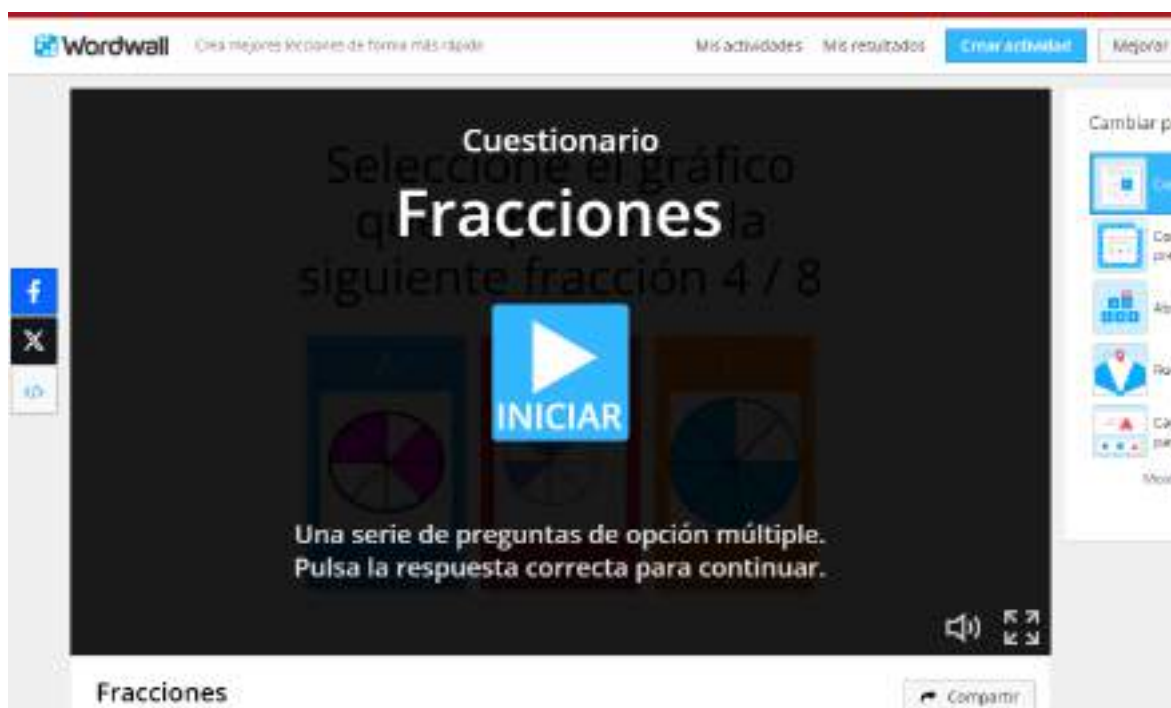 Wordwall
Crea mejores lecciones de forma más rápida
Mis actividades
Mis resultados
Crear actividad
Mejorar
Cuestionario
Seleccione el gráfico
la
siguiente fracción 4 / 8
Fracciones
INICIAR
Una serie de preguntas de opción múltiple.
Pulsa la respuesta correcta para continuar.
Cambiar p
Fracciones
Compartir